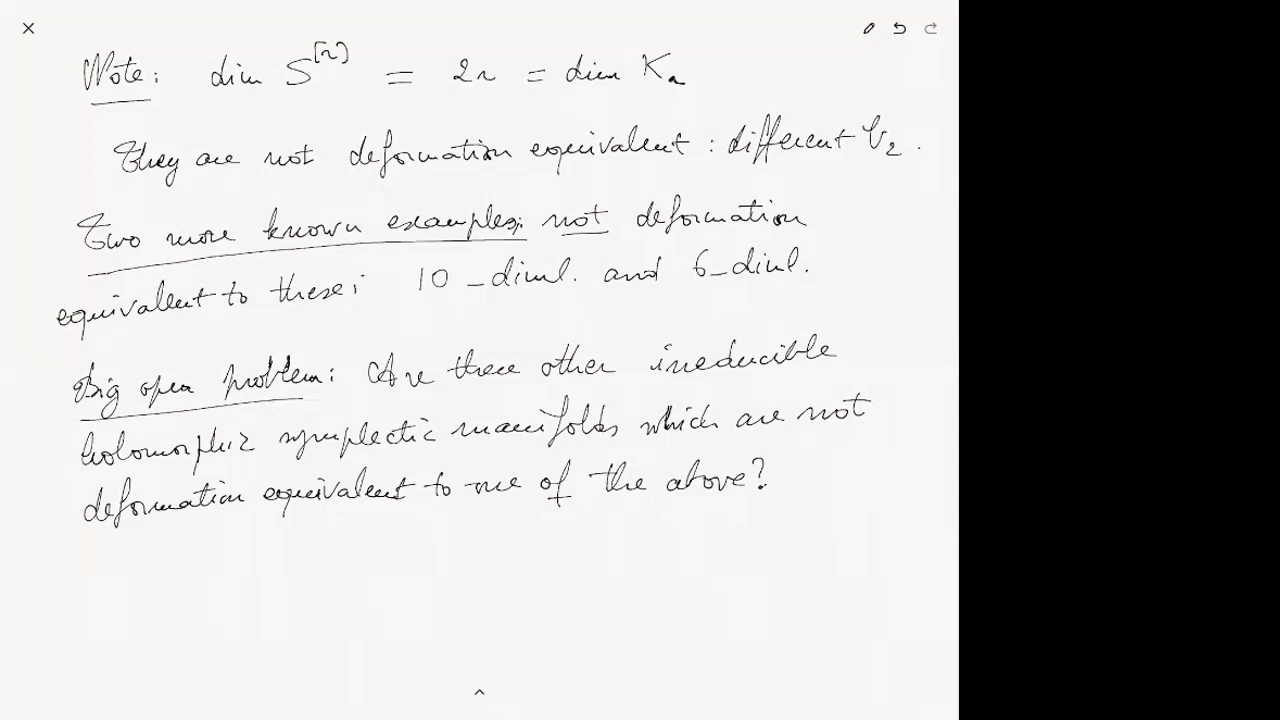 Note: dim S^[n] = 2n = dim K_n
They are not deformation equivalent : different b_2 .
Two more known examples; not deformation
equivalent to these: 10-diml. and 6-diml.
Big open problem: Are there other irreducible
holomorphic symplectic manifolds which are not
deformation equivalent to one of the above?